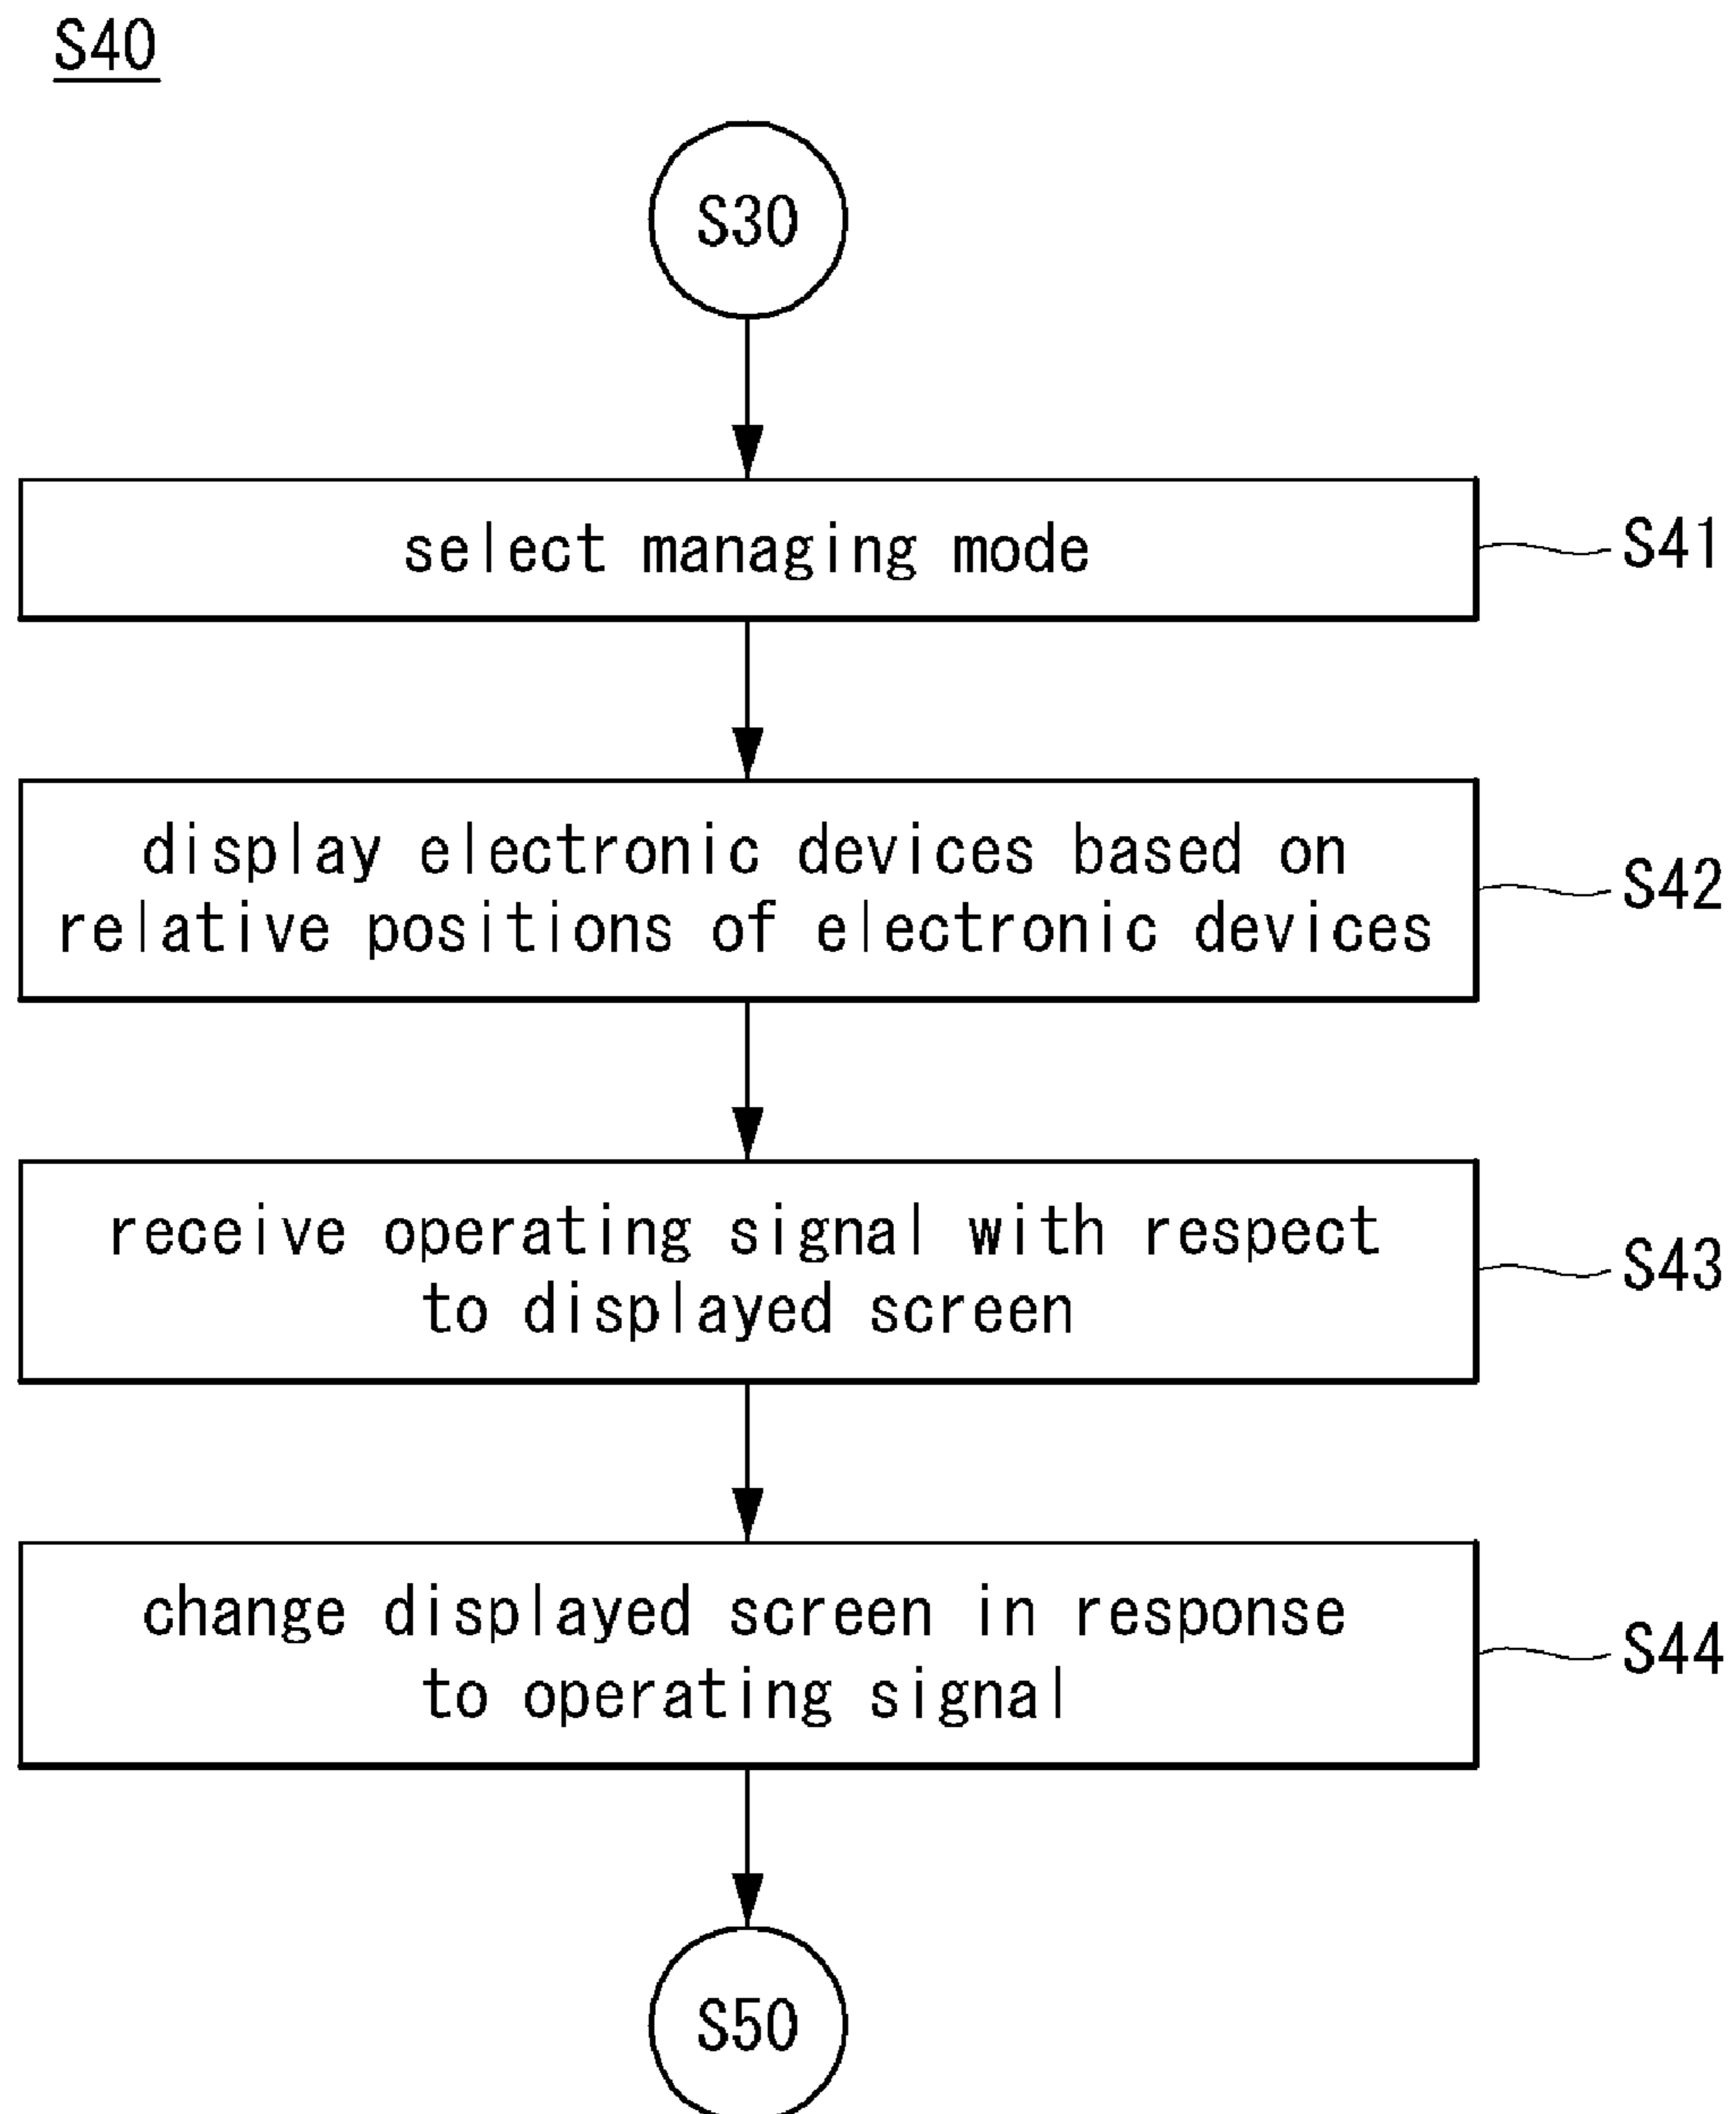 S40
S30
select managing mode
S41
display electronic devices based on
relative positions of electronic devices
S42
receive operating signal with respect
to displayed screen
S43
change displayed screen in response
to operating signal
S44
S50